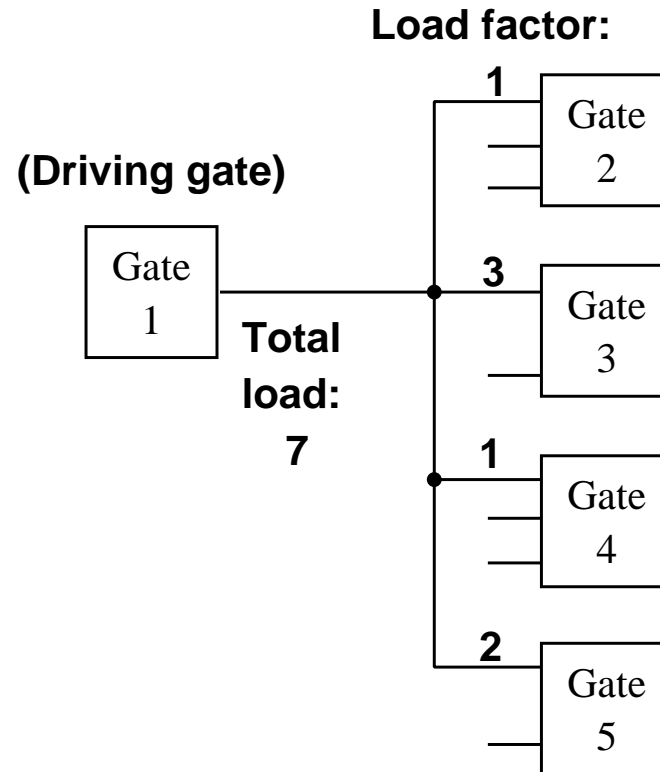 Load factor:
1
Gate
2
(Driving gate)
Gate
1
3
Gate
3
Total
load:
7
1
Gate
4
2
Gate
5